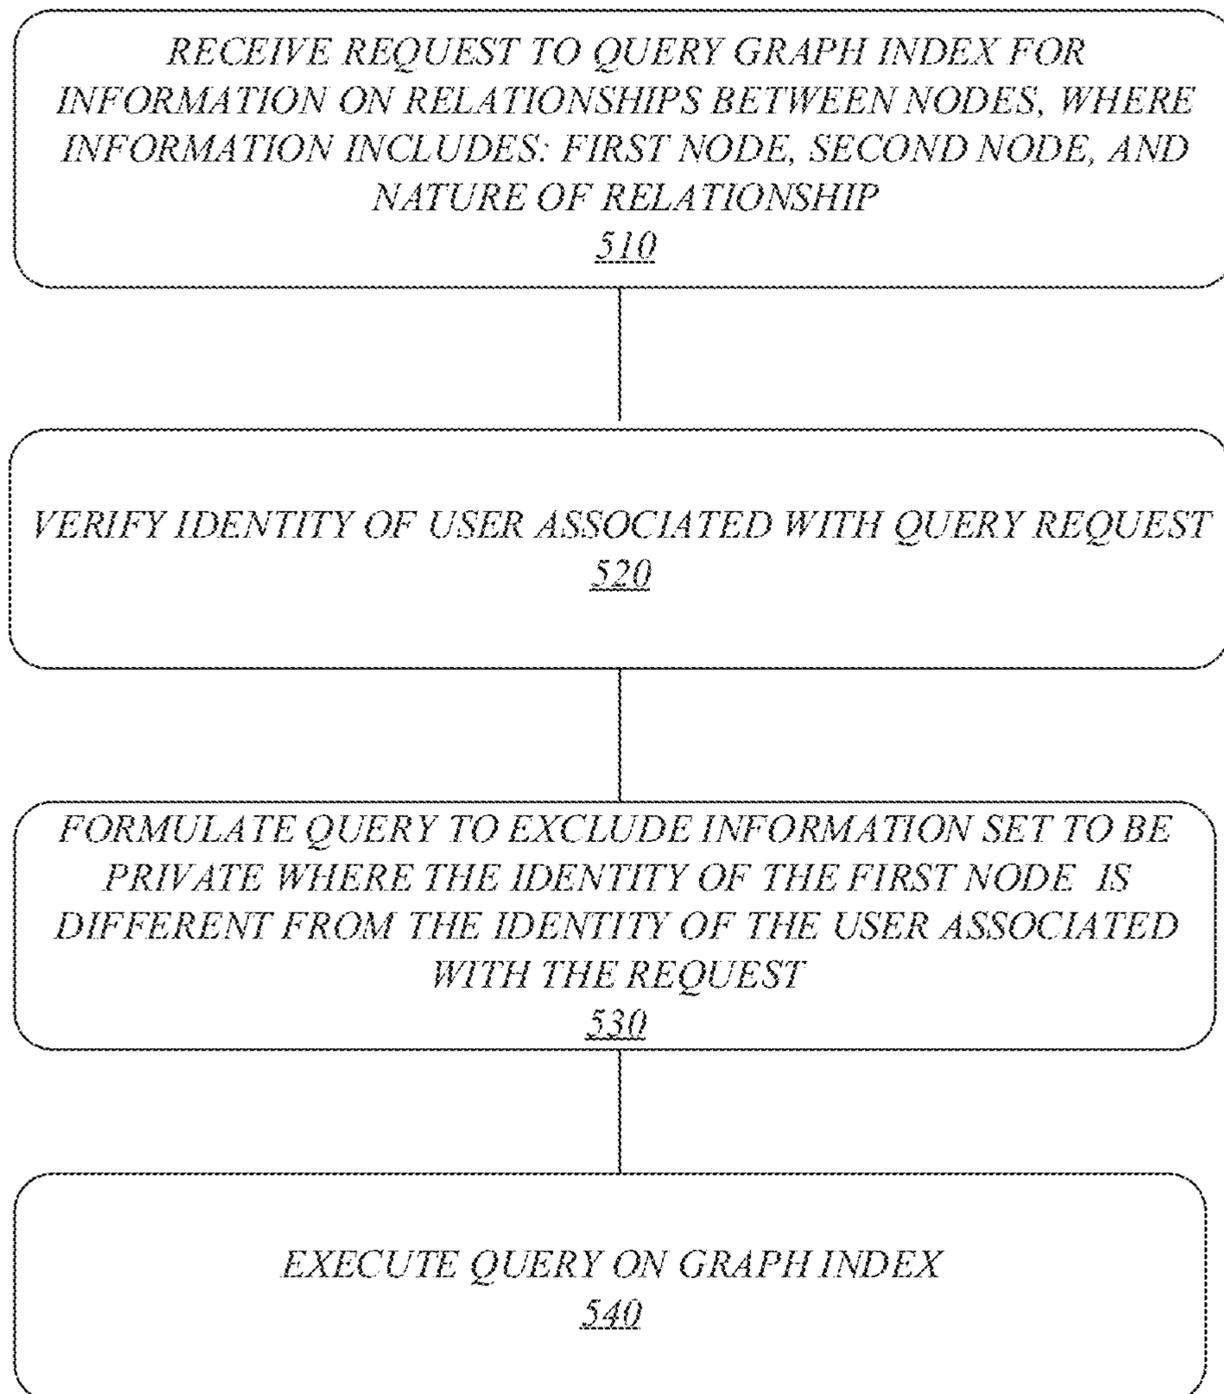 RECEIVE REQUEST TO QUERY GRAPH INDEX FOR
INFORMATION ON RELATIONSHIPS BETWEEN NODES, WHERE
INFORMATION INCLUDES: FIRST NODE, SECOND NODE, AND
NATURE OF RELATIONSHIP
510
VERIFY IDENTITY OF USER ASSOCIATED WITH QUERY REQUEST
520
FORMULATE QUERY TO EXCLUDE INFORMATION SET TO BE
PRIVATE WHERE THE IDENTITY OF THE FIRST NODE IS
DIFFERENT FROM THE IDENTITY OF THE USER ASSOCIATED
WITH THE REQUEST
530
EXECUTE QUERY ON GRAPH INDEX
540